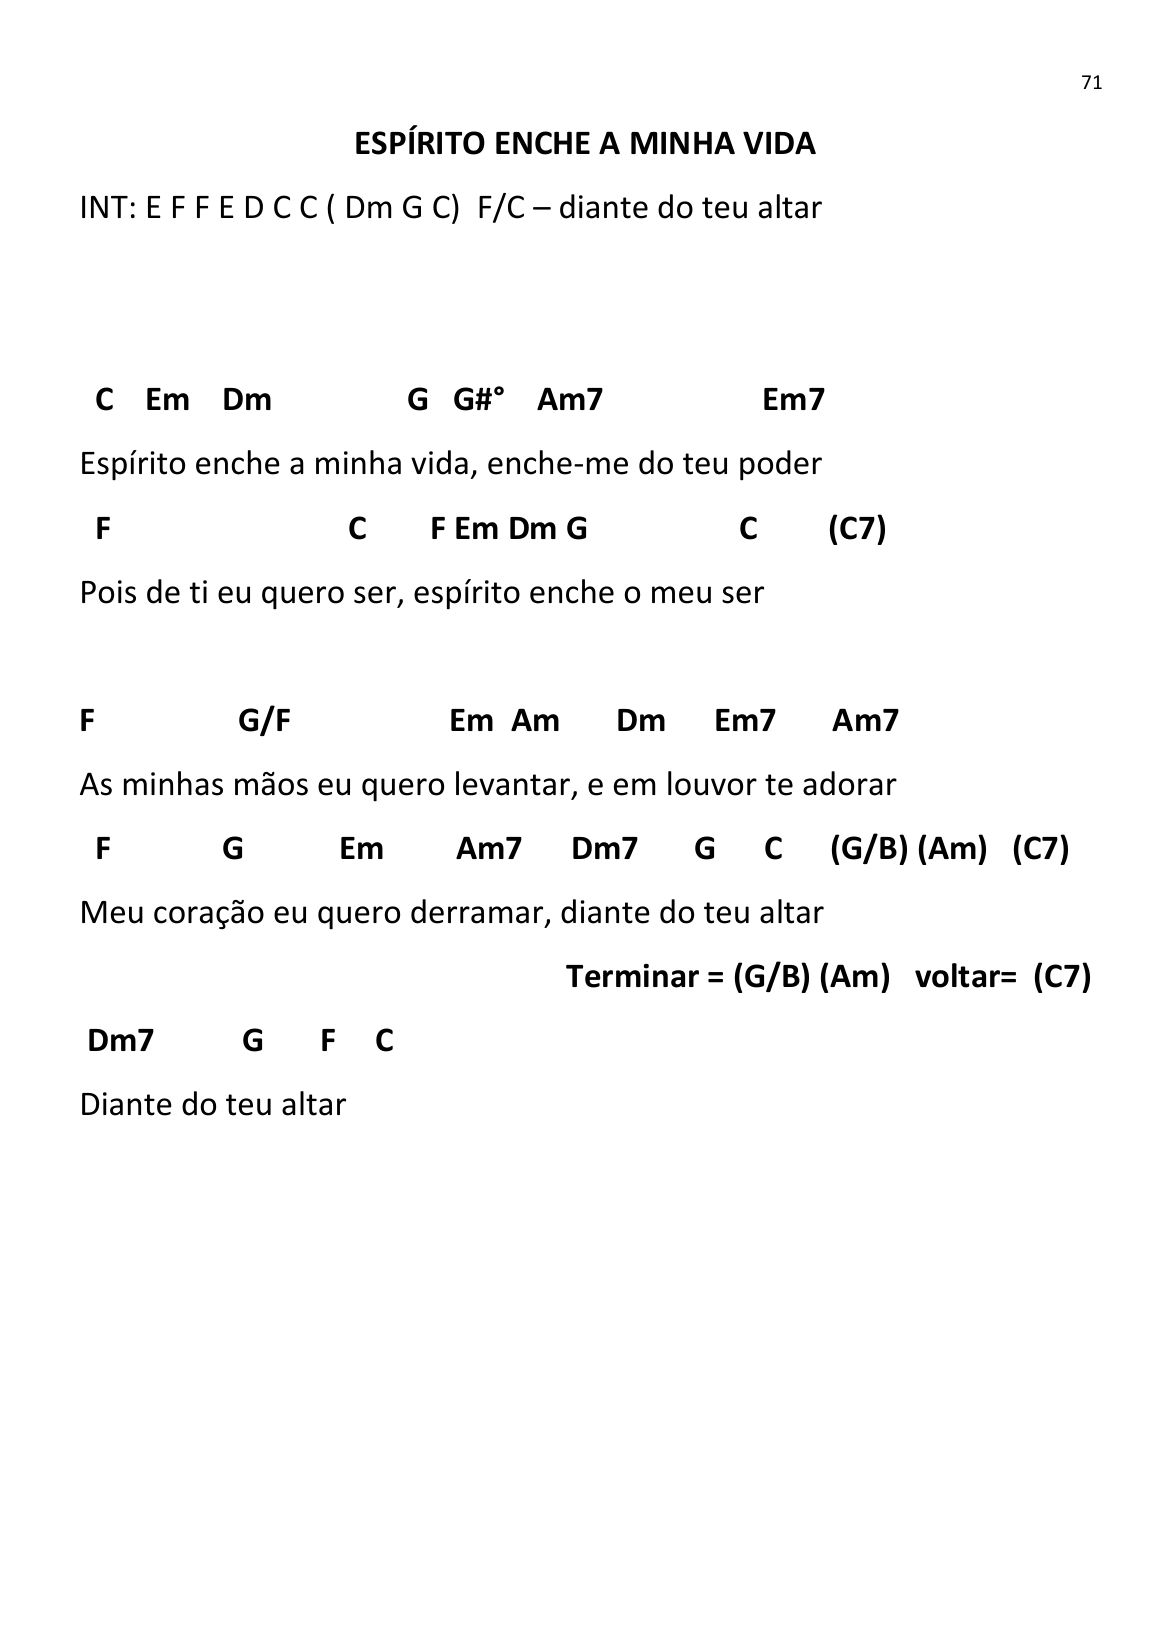 71
ESPÍRITO ENCHE A MINHA VIDA
INT: E F F E D C C ( Dm G C) F/C – diante do teu altar
C Em Dm G G#° Am7 Em7
Espírito enche a minha vida, enche-me do teu poder
F C F Em Dm G C (C7)
Pois de ti eu quero ser, espírito enche o meu ser
F G/F Em Am Dm Em7 Am7
As minhas mãos eu quero levantar, e em louvor te adorar
F G Em Am7 Dm7 G C (G/B) (Am) (C7)
Meu coração eu quero derramar, diante do teu altar
Terminar = (G/B) (Am) voltar= (C7)
Dm7 G F C
Diante do teu altar